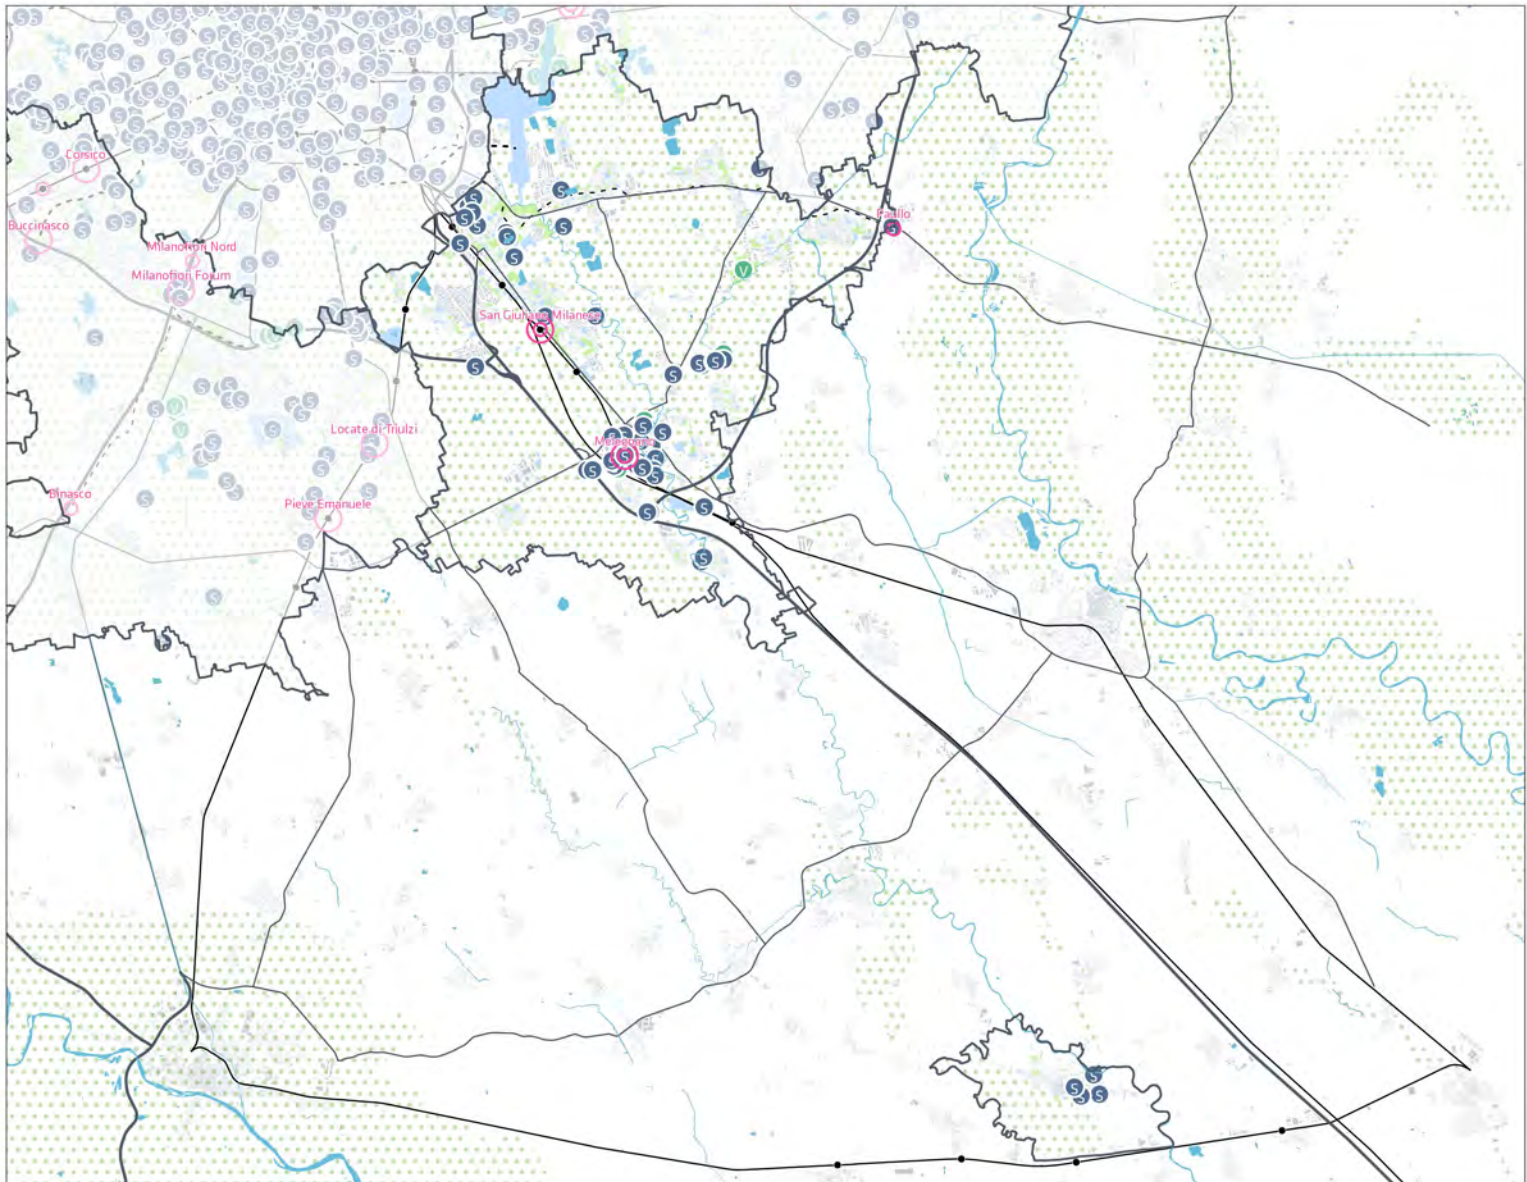 Corsico
Buccinasco
Milanofiori Nord
Milanofiori Forum
Paullo
San Giuliano Milanese
Locate di Triulzi
Melegnano
Binasco
Pieve Emanuele